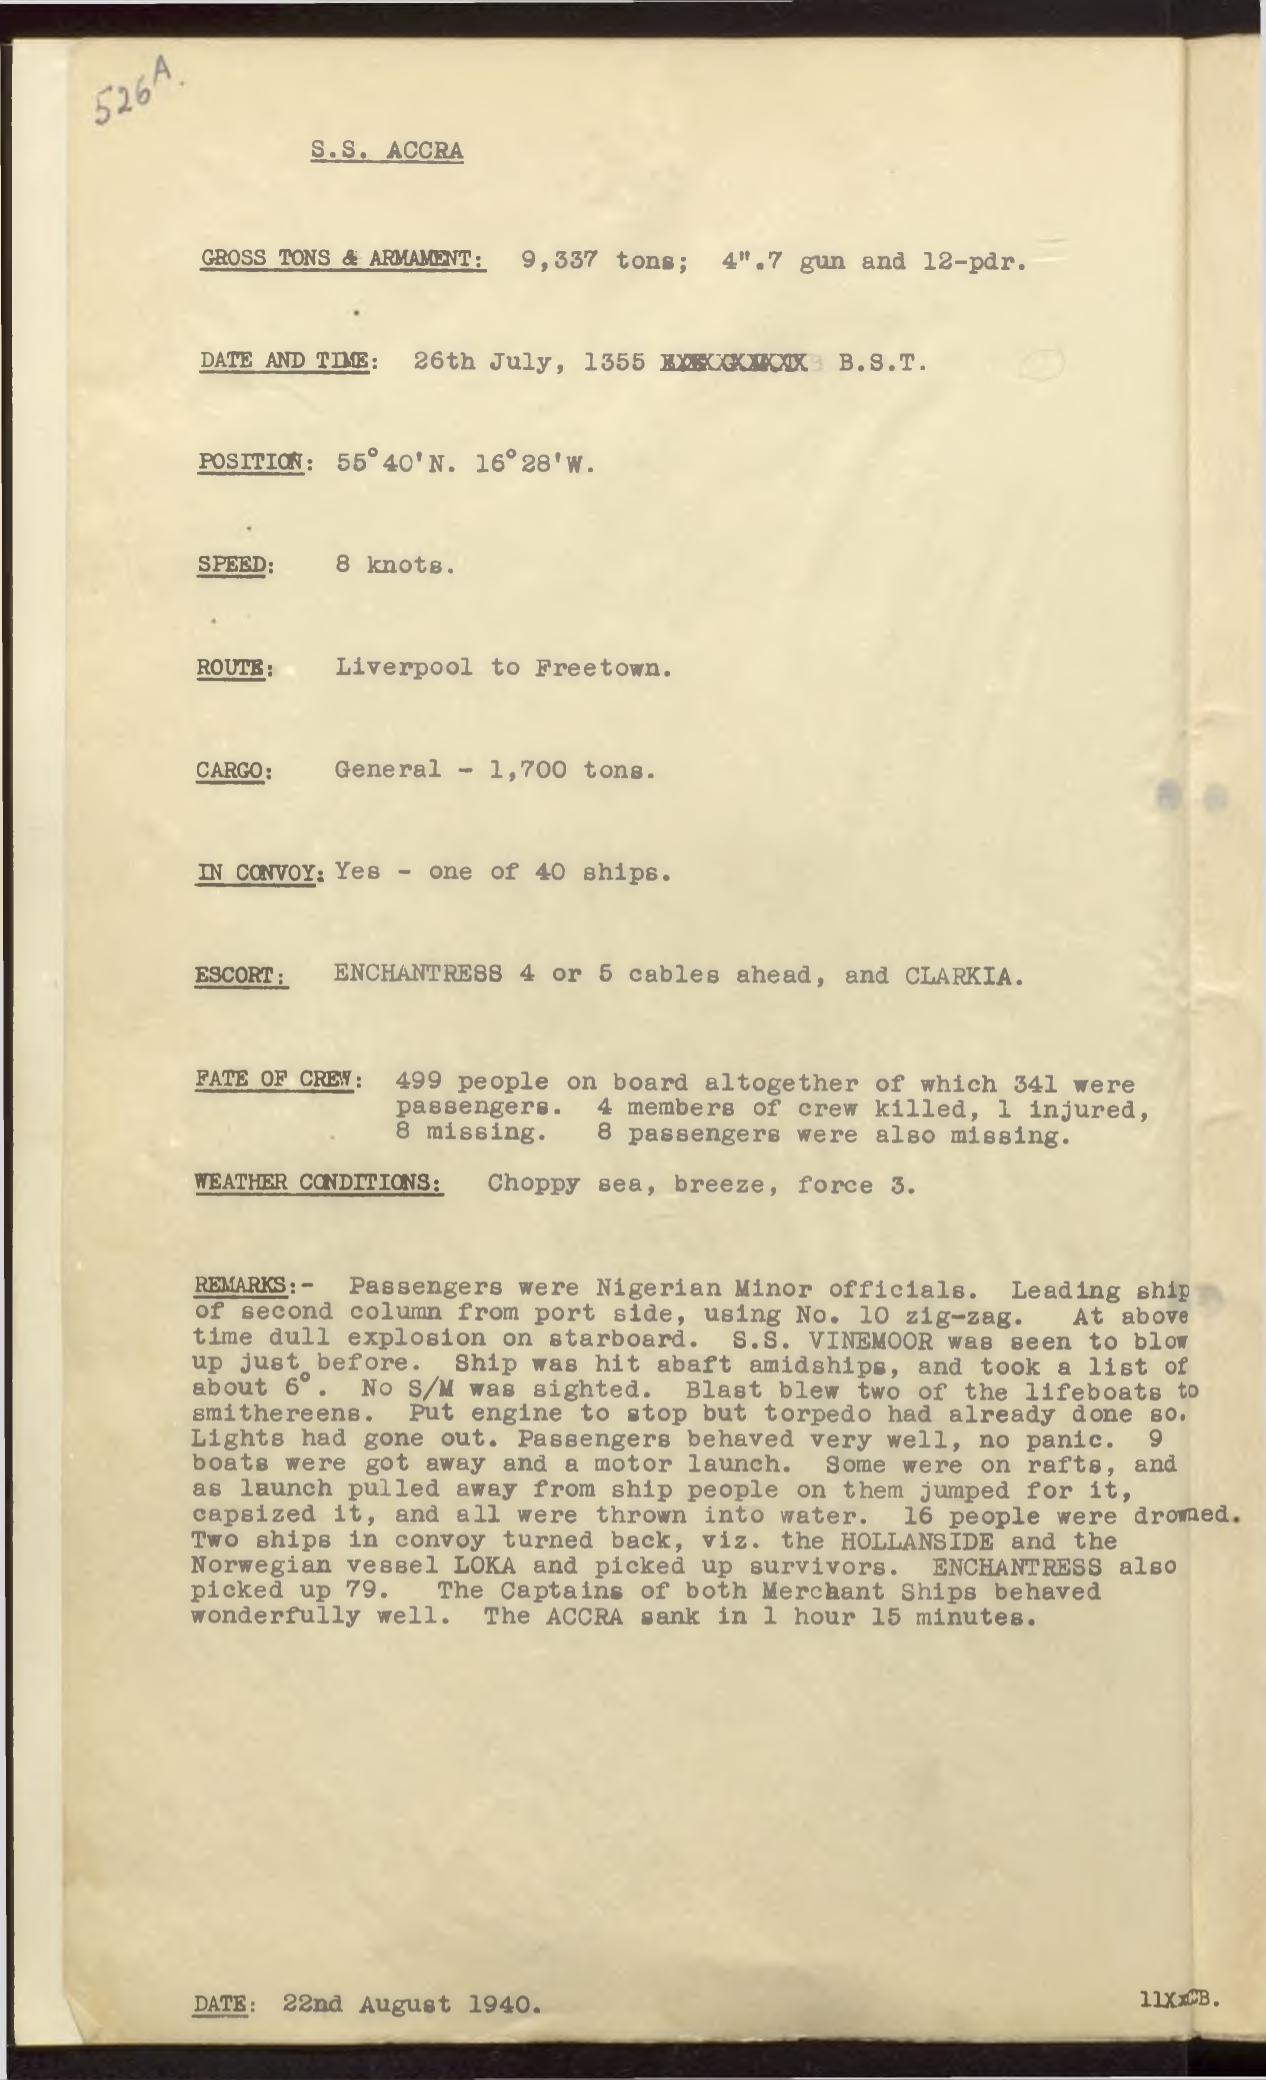 526A.
S.S. ACCRA
GROSS TONS & ARMAMENT: 9,337 tons; 4".7 gun and 12-pdr.
DATE AND TIME: 26th July, 1355 B.S.T.
POSITION: 55°40'N. 16°28'W.
SPEED: 8 knots.
ROUTE: Liverpool to Freetown.
CARGO: General - 1,700 tons.
IN CONVOY: Yes - one of 40 ships.
ESCORT: ENCHANTRESS 4 or 5 cables ahead, and CLARKIA.
FATE OF CREW: 499 people on board altogether of which 341 were
passengers. 4 members of crew killed, 1 injured,
8 missing. 8 passengers were also missing.
WEATHER CONDITIONS: Choppy sea, breeze, force 3.
REMARKS:- Passengers were Nigerian Minor officials. Leading ship
of second column from port side, using No. 10 zig-zag. At above
time dull explosion on starboard. S.S. VINEMOOR was seen to blow
up just before. Ship was hit abaft amidships, and took a list of
about 6°. No S/M was sighted. Blast blew two of the lifeboats to
smithereens. Put engine to stop but torpedo had already done so.
Lights had gone out. Passengers behaved very well, no panic. 9
boats were got away and a motor launch. Some were on rafts, and
as launch pulled away from ship people on them jumped for it,
capsized it, and all were thrown into water. 16 people were drowned.
Two ships in convoy turned back, viz. the HOLLANSIDE and the
Norwegian vessel LOKA and picked up survivors. ENCHANTRESS also
picked up 79. The Captains of both Merchant Ships behaved
wonderfully well. The ACCRA sank in 1 hour 15 minutes.
DATE: 22nd August 1940.